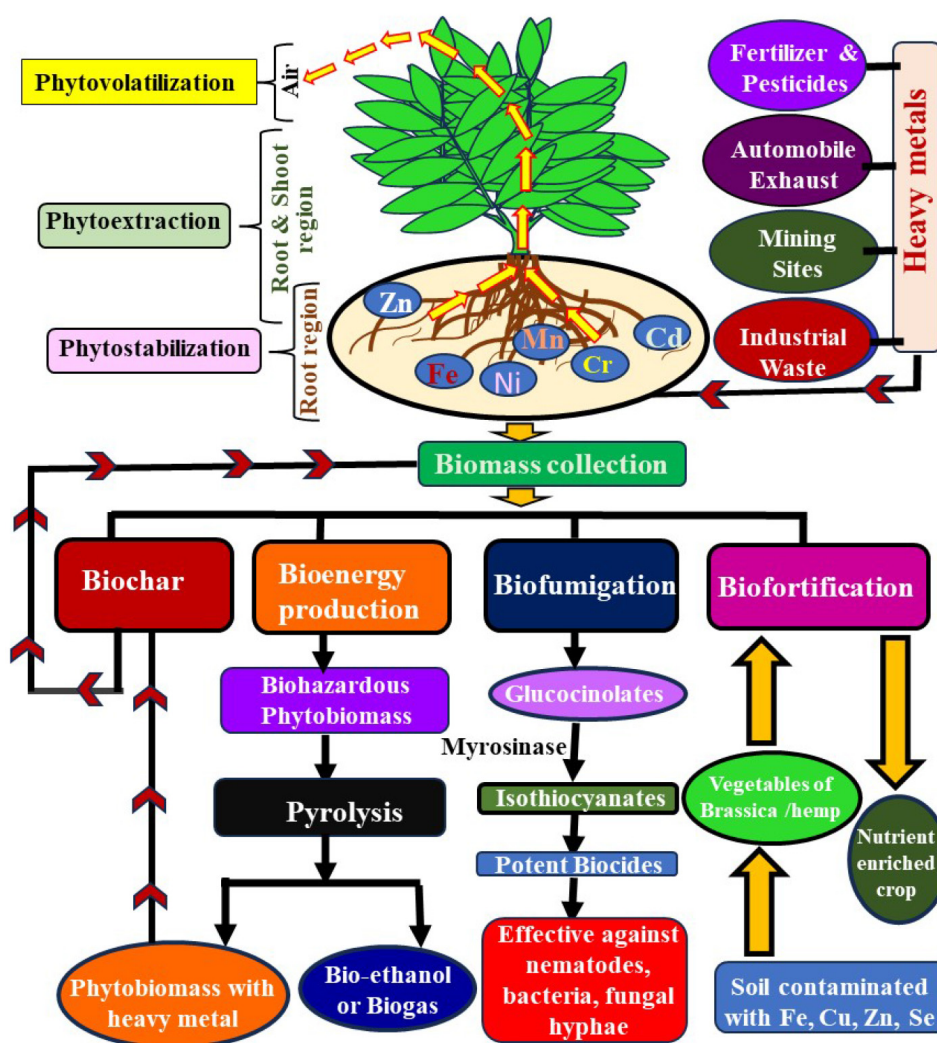 Phytovolatilization
Air
Phytoextraction
Root & Shoot
region
Phytostabilization
Root region
Fertilizer &
Pesticides
Automobile
Exhaust
Mining
Sites
Industrial
Waste
Heavy metals
Zn
Fe
Ni
Mn
Cr
Cd
Biomass collection
Biochar
Bioenergy
production
Biofumigation
Biofortification
Biohazardous
Phytobiomass
Pyrolysis
Phytobiomass with
heavy metal
Bio-ethanol
or Biogas
Glucocinolates
Myrosinase
Isothiocyanates
Potent Biocides
Effective against
nematodes,
bacteria, fungal
hyphae
Vegetables of
Brassica /hemp
Nutrient
enriched
crop
Soil contaminated
with Fe, Cu, Zn, Se